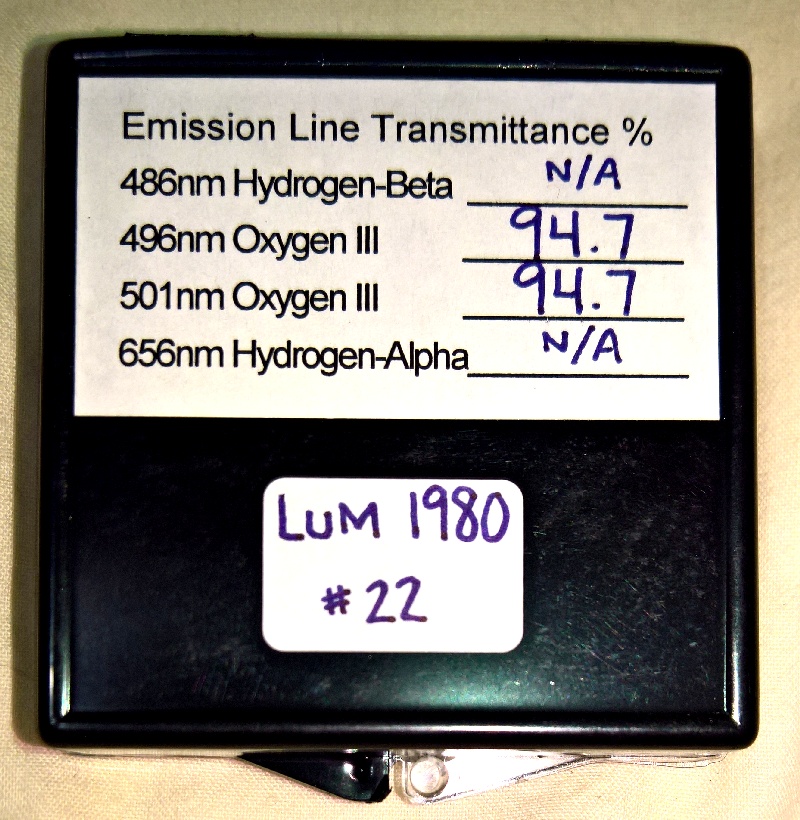 Emission Line Transmittance %
486nm Hydrogen-Beta N/A
496nm Oxygen III 94.7
501nm Oxygen III 94.7
656nm Hydrogen-Alpha N/A
LUM 1980
#22